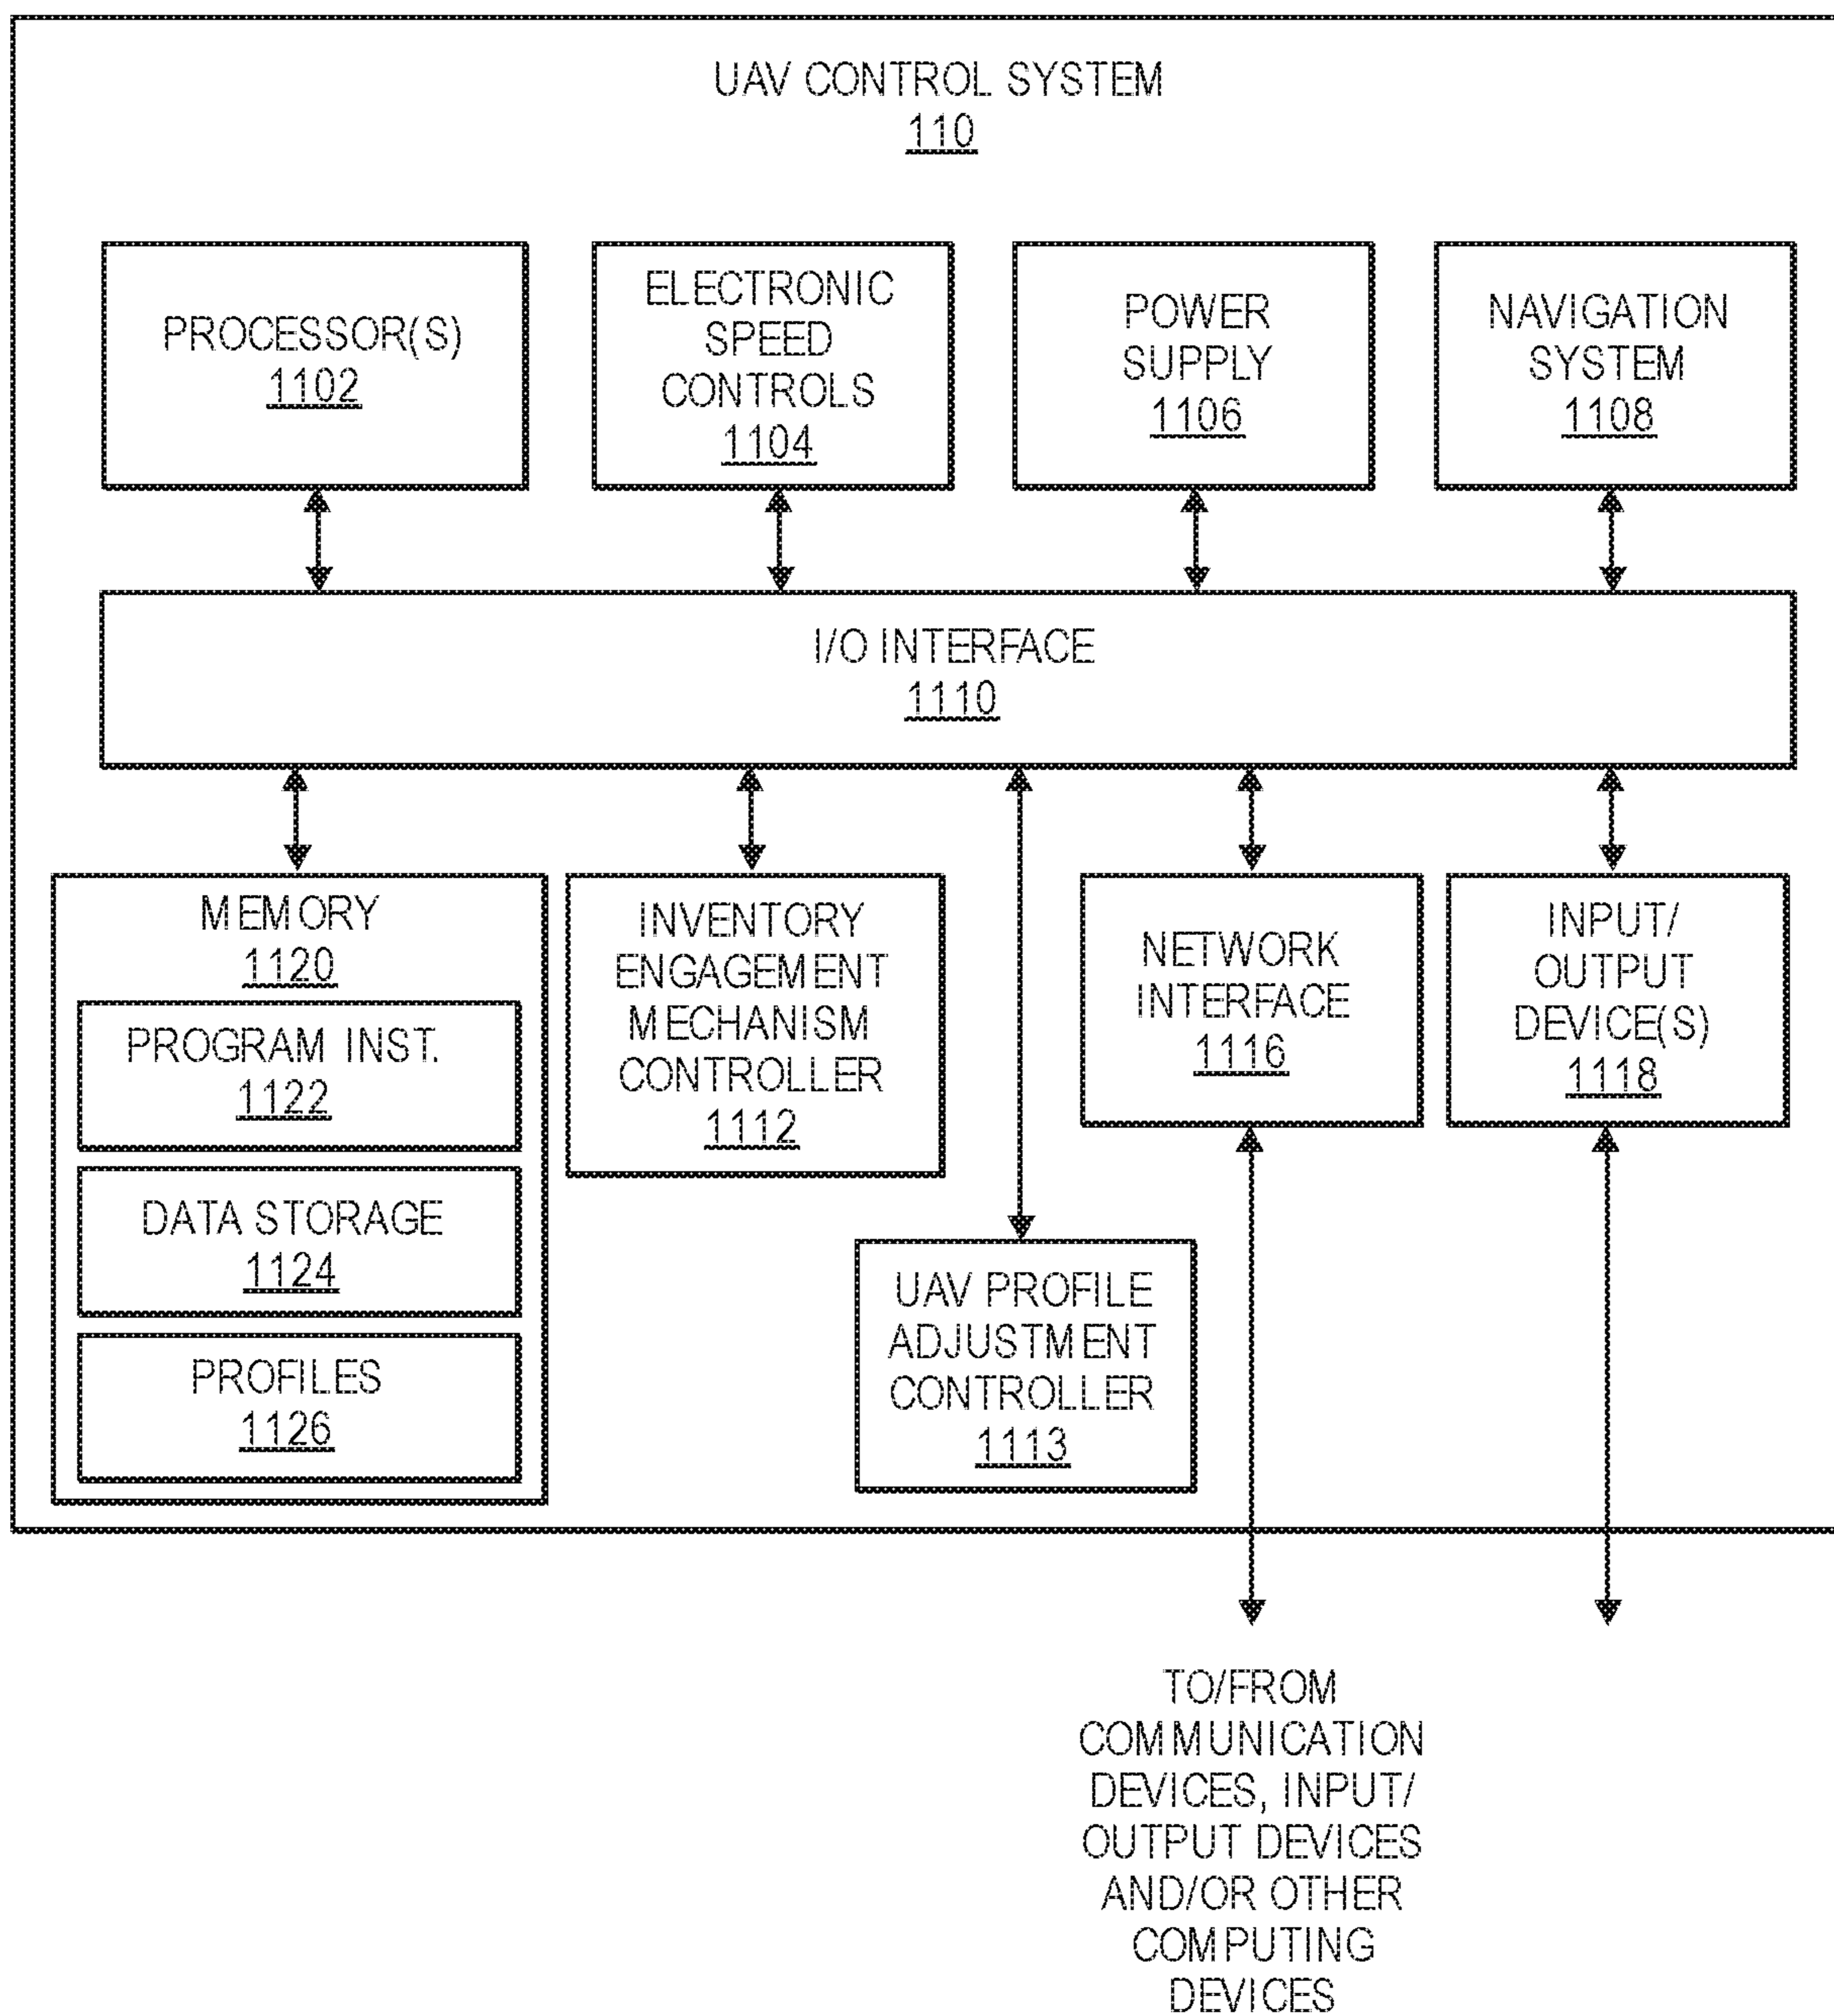 UAV CONTROL SYSTEM
110
PROCESSOR(S)
1102
ELECTRONIC
SPEED
CONTROLS
1104
POWER
SUPPLY
1106
NAVIGATION
SYSTEM
1108
I/O INTERFACE
1110
MEMORY
1120
PROGRAM INST.
1122
DATA STORAGE
1124
PROFILES
1126
INVENTORY
ENGAGEMENT
MECHANISM
CONTROLLER
1112
UAV PROFILE
ADJUSTMENT
CONTROLLER
1113
NETWORK
INTERFACE
1116
INPUT/
OUTPUT
DEVICE(S)
1118
TO/FROM
COMMUNICATION
DEVICES, INPUT/
OUTPUT DEVICES
AND/OR OTHER
COMPUTING
DEVICES